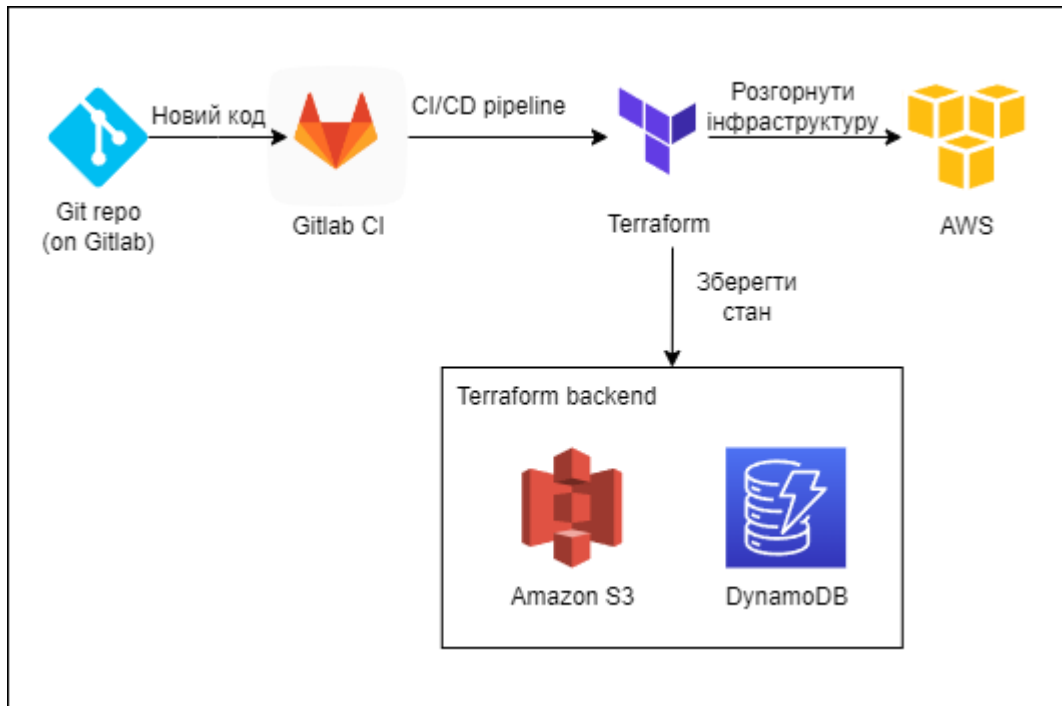 Новий код
CI/CD pipeline
Розгорнути
інфраструктуру
Git repo
(on Gitlab)
Gitlab CI
Terraform
AWS
Зберегти
стан
Terraform backend
Amazon S3
DynamoDB